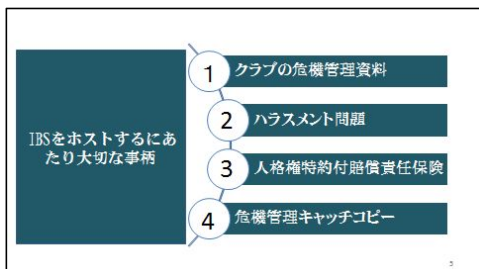 IBSをホストするにあ
たり大切な事柄
1 クラブの危機管理資料
2 ハラスメント問題
3 人格権特約付賠償責任保険
4 危機管理キャッチコピー